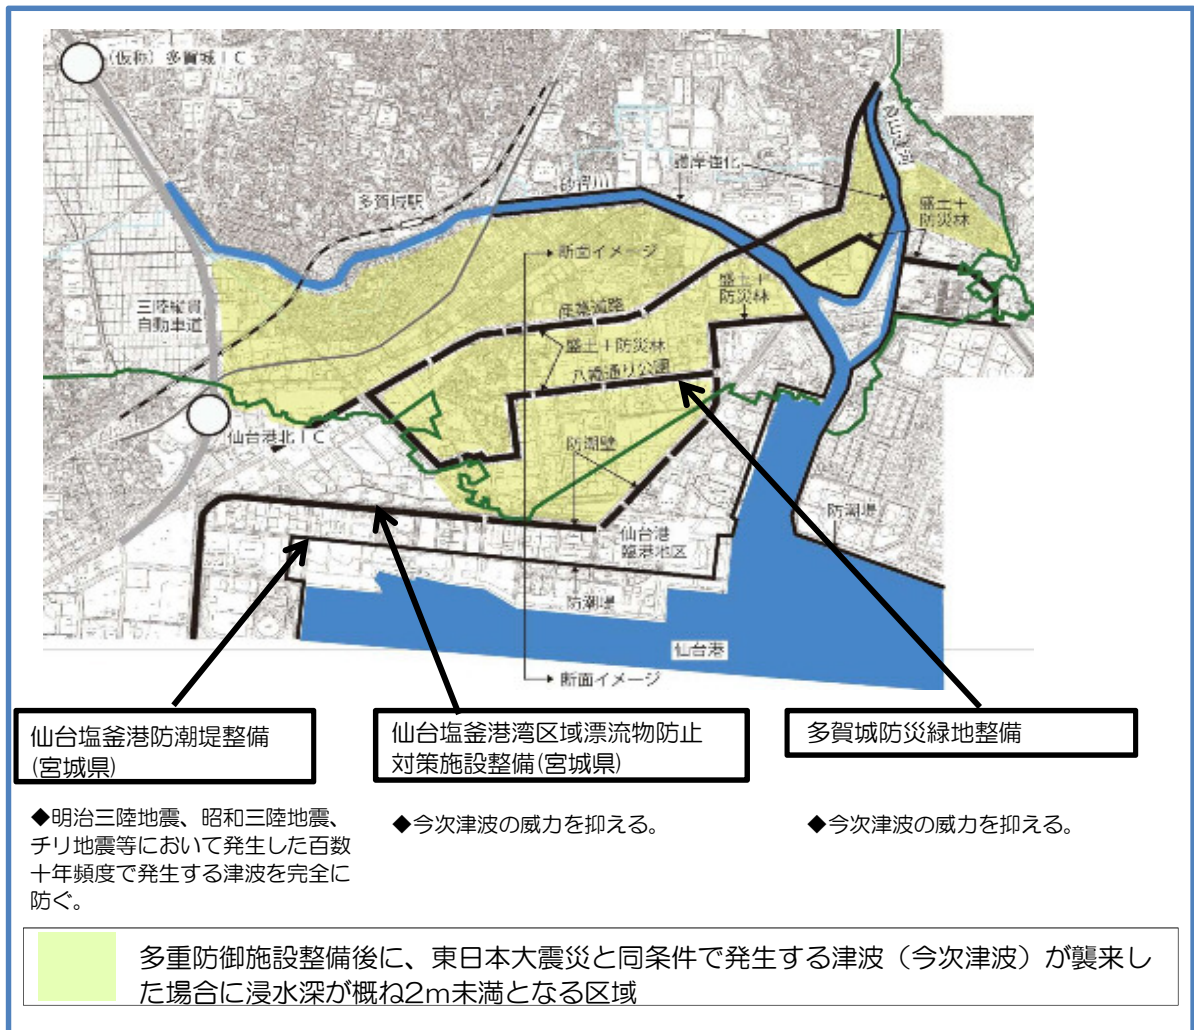 (仮称)多賀城IC
砂押川
護岸強化
多賀城駅
盛土+
防災林
断面イメージ
盛土+
防災林
三陸縦貫
自動車道
産業道路
盛土+防災林
八幡通り公園
仙台港北IC
防潮壁
仙台港
臨港地区
防潮堤
防潮堤
仙台港
断面イメージ
仙台塩釜港防潮堤整備
(宮城県)
仙台塩釜港湾区域漂流物防止
対策施設整備(宮城県)
多賀城防災緑地整備
◆明治三陸地震、昭和三陸地震、
チリ地震等において発生した百数
十年頻度で発生する津波を完全に
防ぐ。
◆今次津波の威力を抑える。
◆今次津波の威力を抑える。
多重防御施設整備後に、東日本大震災と同条件で発生する津波（今次津波）が襲来し
た場合に浸水深が概ね2m未満となる区域